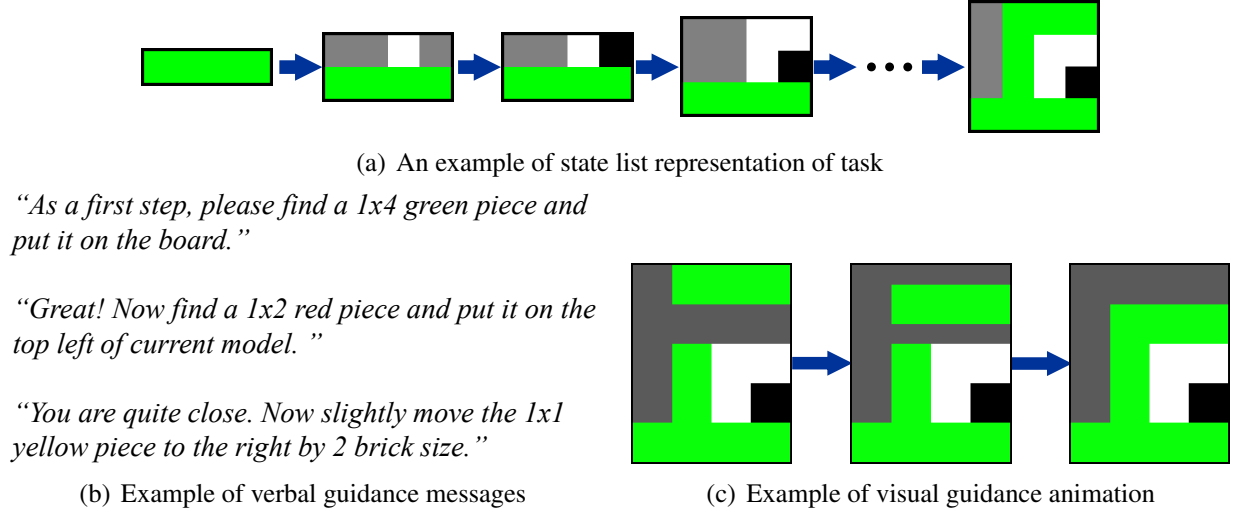 (a) An example of state list representation of task
“As a first step, please find a 1x4 green piece and
put it on the board.”
“Great! Now find a 1x2 red piece and put it on the
top left of current model. ”
“You are quite close. Now slightly move the 1x1
yellow piece to the right by 2 brick size.”
(b) Example of verbal guidance messages
(c) Example of visual guidance animation